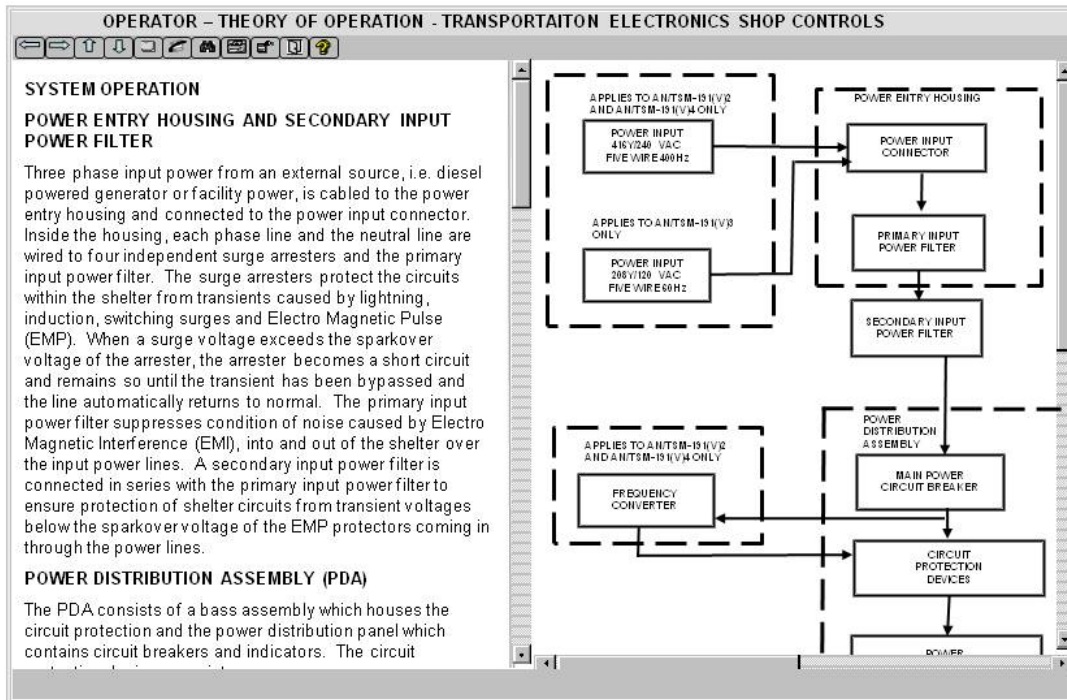 OPERATOR – THEORY OF OPERATION - TRANSPORTAITON ELECTRONICS SHOP CONTROLS
SYSTEM OPERATION
POWER ENTRY HOUSING AND SECONDARY INPUT
POWER FILTER
Three phase input power from an external source, i.e. diesel
powered generator or facility power, is cabled to the power
entry housing and connected to the power input connector.
Inside the housing, each phase line and the neutral line are
wired to four independent surge arresters and the primary
input power filter. The surge arresters protect the circuits
within the shelter from transients caused by lightning,
induction, switching surges and Electro Magnetic Pulse
(EMP). When a surge voltage exceeds the sparkover
voltage of the arrester, the arrester becomes a short circuit
and remains so until the transient has been bypassed and
the line automatically returns to normal. The primary input
power filter suppresses condition of noise caused by Electro
Magnetic Interference (EMI), into and out of the shelter over
the input power lines. A secondary input power filter is
connected in series with the primary input power filter to
ensure protection of shelter circuits from transient voltages
below the sparkover voltage of the EMP protectors coming in
through the power lines.
POWER DISTRIBUTION ASSEMBLY (PDA)
The PDA consists of a bass assembly which houses the
circuit protection and the power distribution panel which
contains circuit breakers and indicators. The circuit
APPLIES TO AN/TSM-191(V)2
AND AN/TSM-191(V)4 ONLY
POWER INPUT
416Y/240 VAC
FIVE WIRE 400Hz
APPLIES TO AN/TSM-191(V)3
ONLY
POWER INPUT
208Y/120 VAC
FIVE WIRE 60Hz
POWER ENTRY HOUSING
POWER INPUT
CONNECTOR
PRIMARY INPUT
POWER FILTER
SECONDARY INPUT
POWER FILTER
APPLIES TO AN/TSM-191(V)2
AND AN/TSM-191(V)4 ONLY
FREQUENCY
CONVERTER
POWER
DISTRIBUTION
ASSEMBLY
MAIN POWER
CIRCUIT BREAKER
CIRCUIT
PROTECTION
DEVICES
POWER